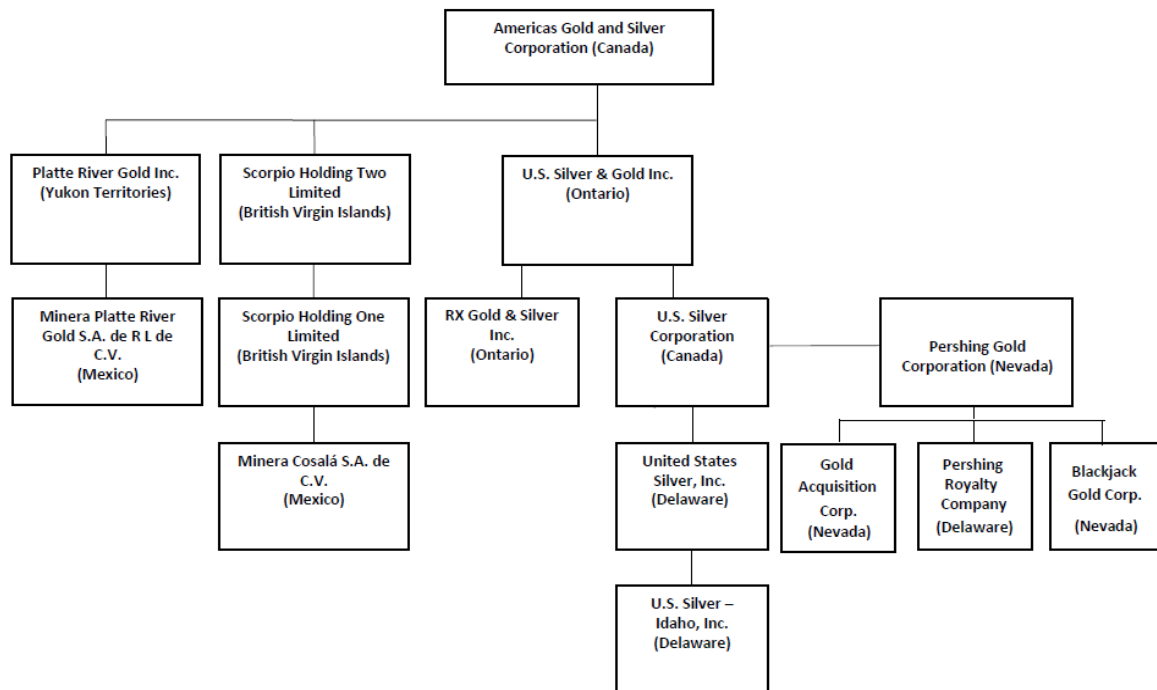 Americas Gold and Silver
Corporation (Canada)
Platte River Gold Inc.
(Yukon Territories)
Scorpio Holding Two
Limited
(British Virgin Islands)
U.S. Silver & Gold Inc.
(Ontario)
Minera Platte River
Gold S.A. de R L de
C.V.
(Mexico)
Scorpio Holding One
Limited
(British Virgin Islands)
RX Gold & Silver
Inc.
(Ontario)
U.S. Silver
Corporation
(Canada)
Pershing Gold
Corporation (Nevada)
Minera Cosalá S.A. de
C.V.
(Mexico)
United States
Silver, Inc.
(Delaware)
Gold
Acquisition
Corp.
(Nevada)
Pershing
Royalty
Company
(Delaware)
Blackjack
Gold Corp.
(Nevada)
U.S. Silver –
Idaho, Inc.
(Delaware)